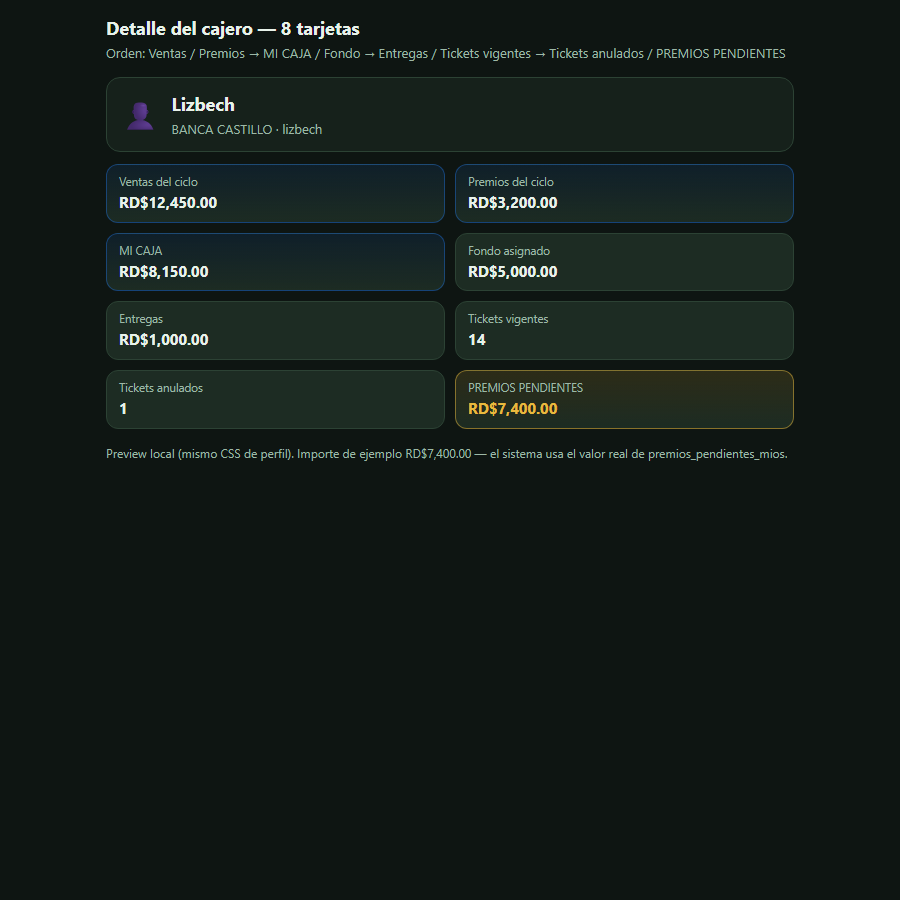 Detalle del cajero — 8 tarjetas
Orden: Ventas / Premios → MI CAJA / Fondo → Entregas / Tickets vigentes → Tickets anulados / PREMIOS PENDIENTES
Lizbech
BANCA CASTILLO · lizbech
Ventas del ciclo
RD$12,450.00
Premios del ciclo
RD$3,200.00
MI CAJA
RD$8,150.00
Fondo asignado
RD$5,000.00
Entregas
RD$1,000.00
Tickets vigentes
14
Tickets anulados
1
PREMIOS PENDIENTES
RD$7,400.00
Preview local (mismo CSS de perfil). Importe de ejemplo RD$7,400.00 — el sistema usa el valor real de premios_pendientes_mios.